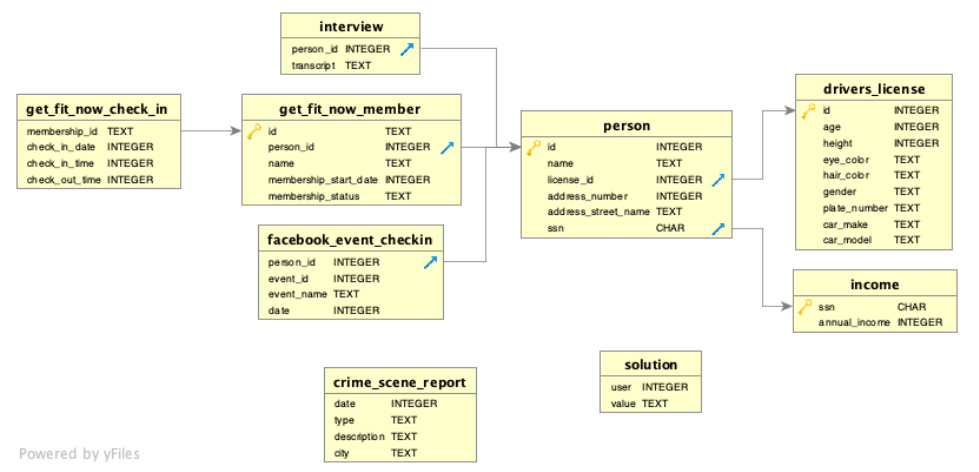 interview
person_id INTEGER
transcript TEXT
get_fit_now_check_in
membership_id TEXT
check_in_date INTEGER
check_in_time INTEGER
check_out_time INTEGER
get_fit_now_member
id TEXT
person_id INTEGER
name TEXT
membership_start_date INTEGER
membership_status TEXT
facebook_event_checkin
person_id INTEGER
event_id INTEGER
event_name TEXT
date INTEGER
person
id INTEGER
name TEXT
license_id INTEGER
address_number INTEGER
address_street_name TEXT
ssn CHAR
drivers_license
id INTEGER
age INTEGER
height INTEGER
eye_color TEXT
hair_color TEXT
gender TEXT
plate_number TEXT
car_make TEXT
car_model TEXT
income
ssn CHAR
annual_income INTEGER
crime_scene_report
date INTEGER
type TEXT
description TEXT
city TEXT
solution
user INTEGER
value TEXT
Powered by yFiles